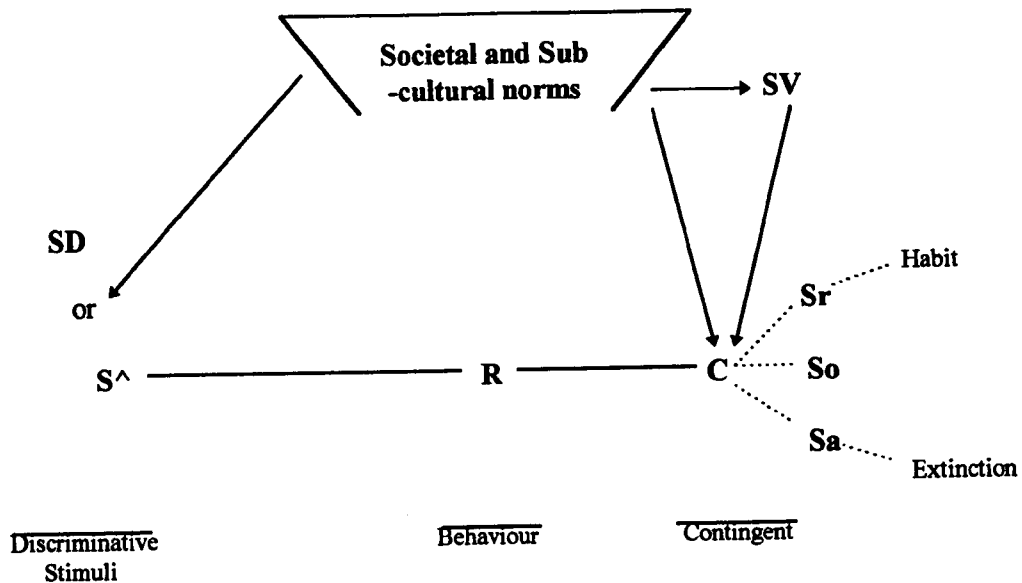 Societal and Sub
-cultural norms
SV
SD
or
S^
R
C
Sr
So
Sa
Habit
Extinction
Discriminative
Stimuli
Behaviour
Contingent